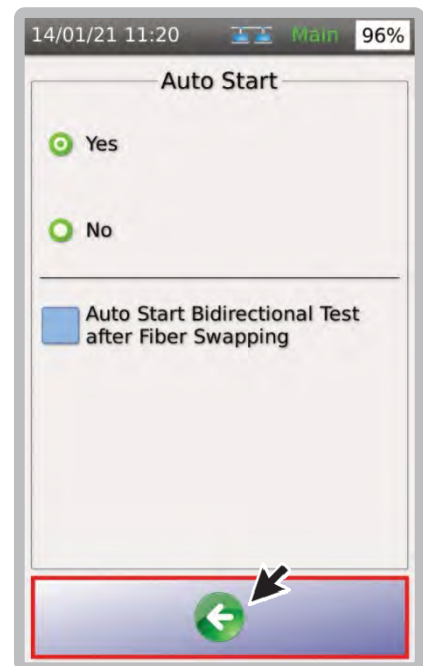 14/01/21 11:20 Main 96%
Auto Start
Yes
No
Auto Start Bidirectional Test
after Fiber Swapping